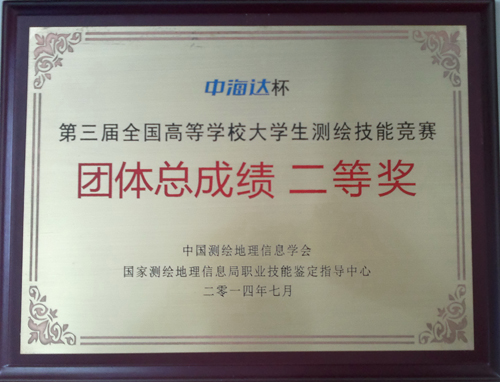 中海达杯
第三届全国高等学校大学生测绘技能竞赛
团体总成绩 二等奖
中国测绘地理信息学会
国家测绘地理信息局职业技能鉴定指导中心
二零一四年七月